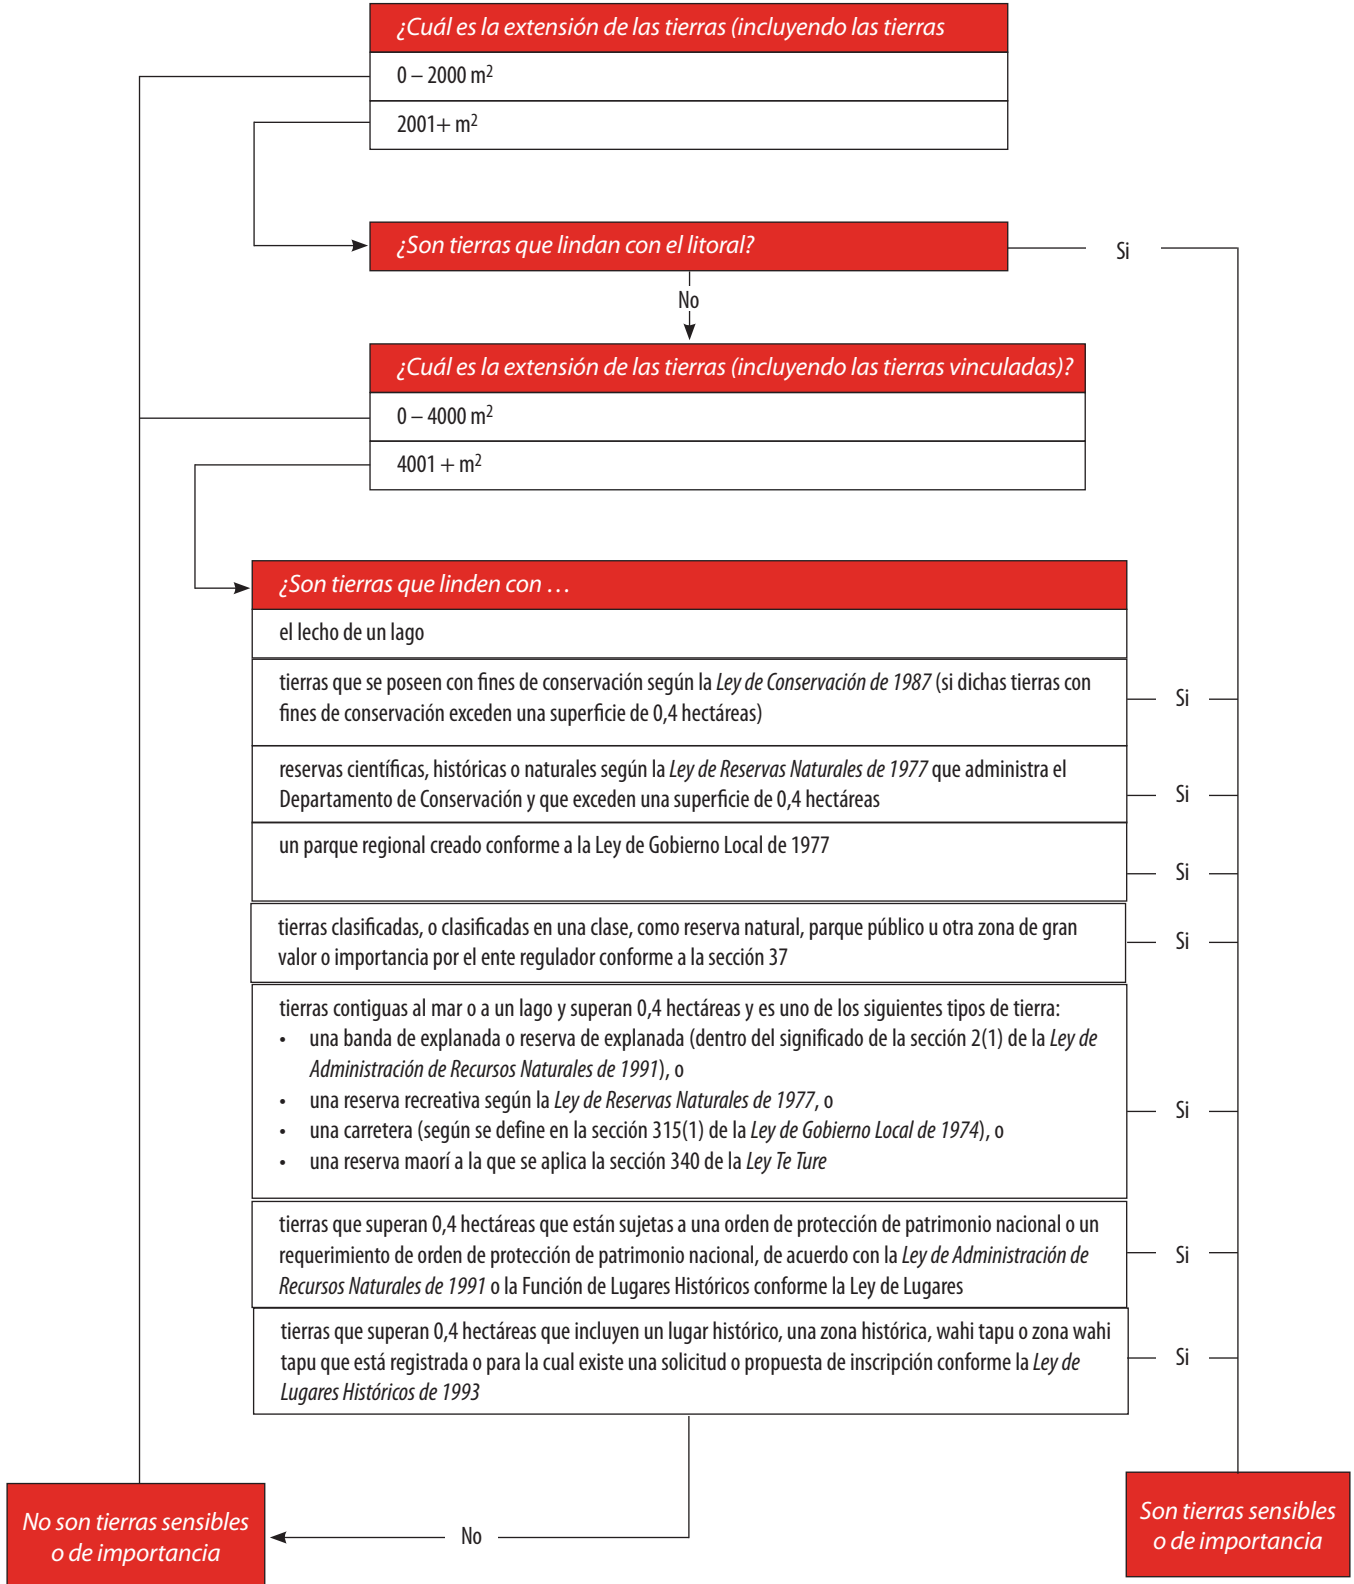 ¿Cuál es la extensión de las tierras (incluyendo las tierras
0 – 2000 m²
2001+ m²
¿Son tierras que lindan con el litoral?
Si
No
¿Cuál es la extensión de las tierras (incluyendo las tierras vinculadas)?
0 – 4000 m²
4001 + m²
¿Son tierras que linden con …
el lecho de un lago
tierras que se poseen con fines de conservación según la Ley de Conservación de 1987 (si dichas tierras con
fines de conservación exceden una superficie de 0,4 hectáreas)
Si
reservas científicas, históricas o naturales según la Ley de Reservas Naturales de 1977 que administra el
Departamento de Conservación y que exceden una superficie de 0,4 hectáreas
Si
un parque regional creado conforme a la Ley de Gobierno Local de 1977
Si
tierras clasificadas, o clasificadas en una clase, como reserva natural, parque público u otra zona de gran
valor o importancia por el ente regulador conforme a la sección 37
Si
tierras contiguas al mar o a un lago y superan 0,4 hectáreas y es uno de los siguientes tipos de tierra:
• una banda de explanada o reserva de explanada (dentro del significado de la sección 2(1) de la Ley de
Administración de Recursos Naturales de 1991), o
• una reserva recreativa según la Ley de Reservas Naturales de 1977, o
• una carretera (según se define en la sección 315(1) de la Ley de Gobierno Local de 1974), o
• una reserva maorí a la que se aplica la sección 340 de la Ley Te Ture
Si
tierras que superan 0,4 hectáreas que están sujetas a una orden de protección de patrimonio nacional o un
requerimiento de orden de protección de patrimonio nacional, de acuerdo con la Ley de Administración de
Recursos Naturales de 1991 o la Función de Lugares Históricos conforme la Ley de Lugares
Si
tierras que superan 0,4 hectáreas que incluyen un lugar histórico, una zona histórica, wahi tapu o zona wahi
tapu que está registrada o para la cual existe una solicitud o propuesta de inscripción conforme la Ley de
Lugares Históricos de 1993
Si
No son tierras sensibles
o de importancia
No
Son tierras sensibles
o de importancia